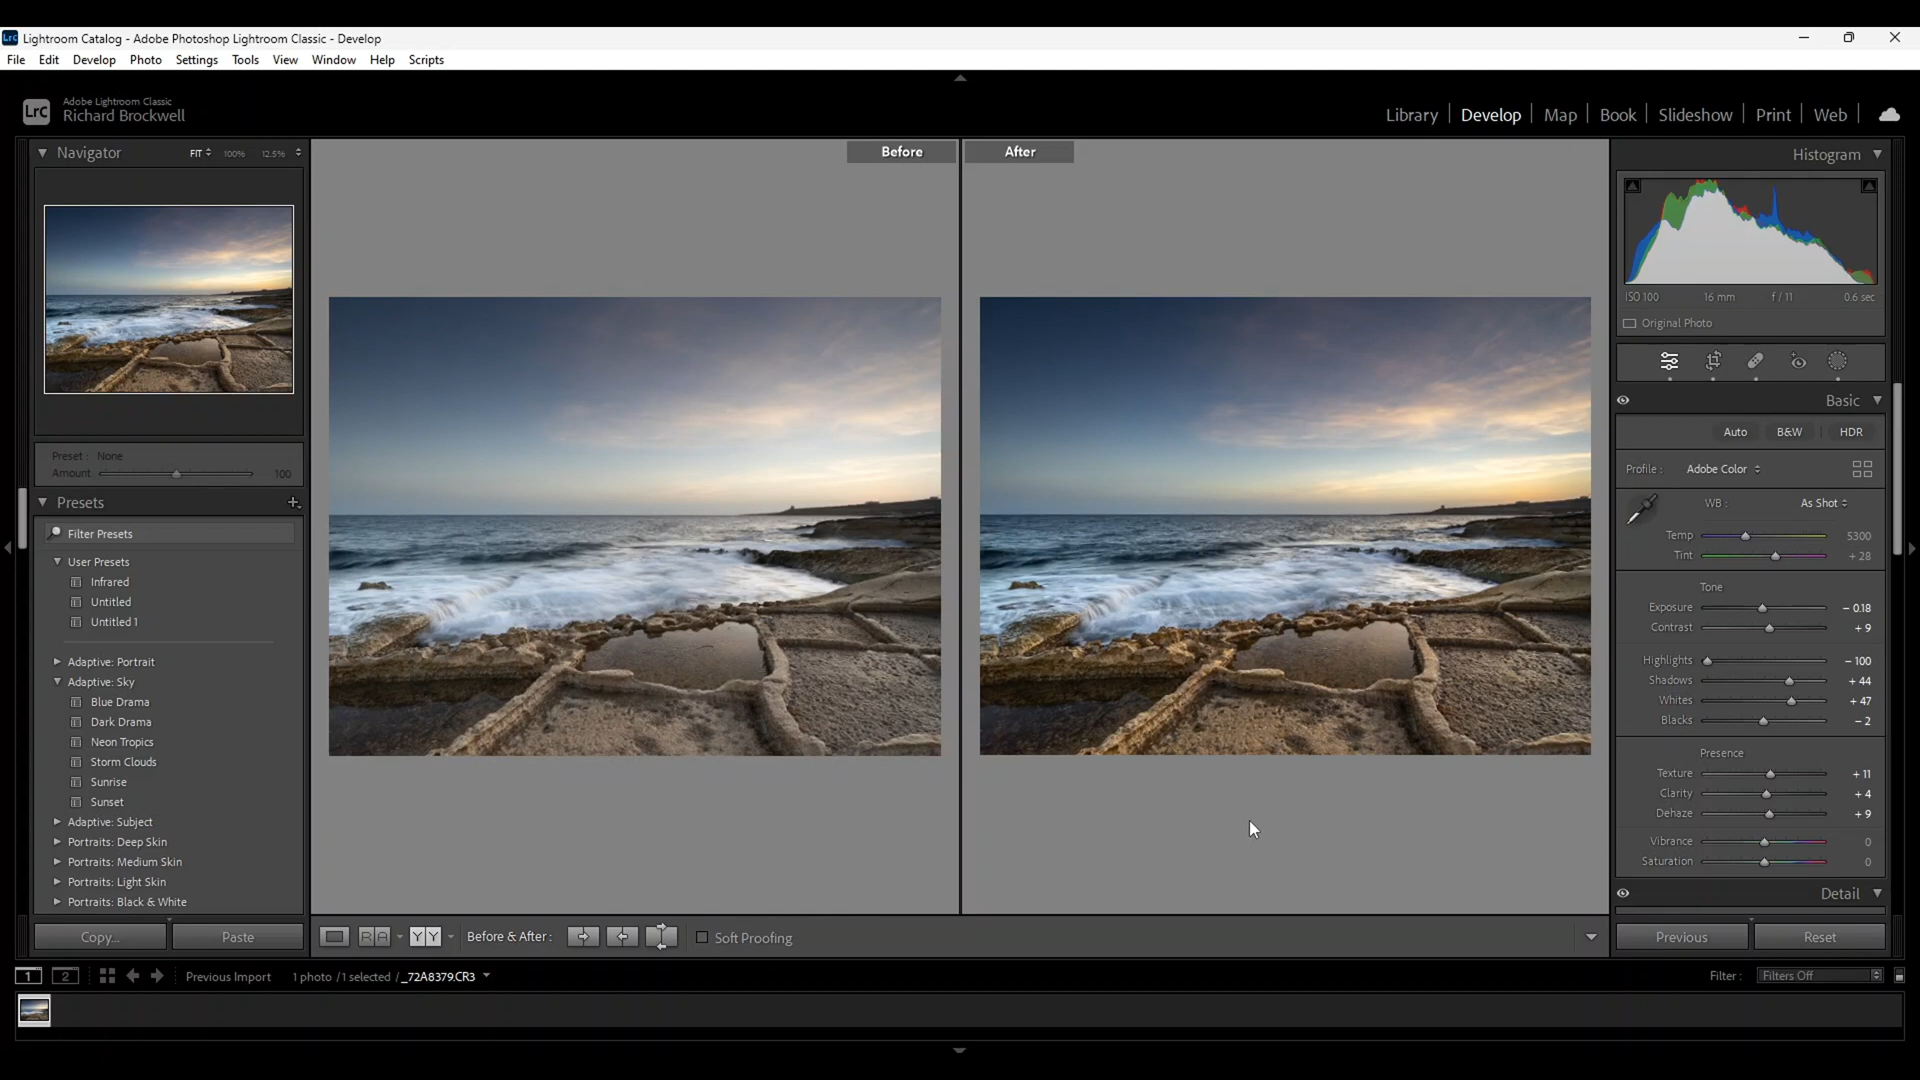 Lightroom Catalog - Adobe Photoshop Lightroom Classic - Develop
File Edit Develop Photo Settings Tools View Window Help Scripts
Adobe Lightroom Classic
LrC Richard Brockwell
Library Develop Map Book Slideshow Print Web
Navigator FIT 100% 12.5%
Before After
Histogram
ISO 100 16 mm f / 11 0.6 sec
Original Photo
Basic
Auto B&W HDR
Profile : Adobe Color
WB : As Shot
Temp 5300
Tint + 28
Tone
Exposure - 0.18
Contrast + 9
Highlights - 100
Shadows + 44
Whites + 47
Blacks - 2
Presence
Texture + 11
Clarity + 4
Dehaze + 9
Vibrance 0
Saturation 0
Detail
Preset : None
Amount 100
Presets
Filter Presets
User Presets
Infrared
Untitled
Untitled 1
Adaptive: Portrait
Adaptive: Sky
Blue Drama
Dark Drama
Neon Tropics
Storm Clouds
Sunrise
Sunset
Adaptive: Subject
Portraits: Deep Skin
Portraits: Medium Skin
Portraits: Light Skin
Portraits: Black & White
Copy... Paste
R A Y Y Before & After : Soft Proofing
Previous Reset
1 2 Previous Import 1 photo / 1 selected / _72A8379.CR3
Filter : Filters Off